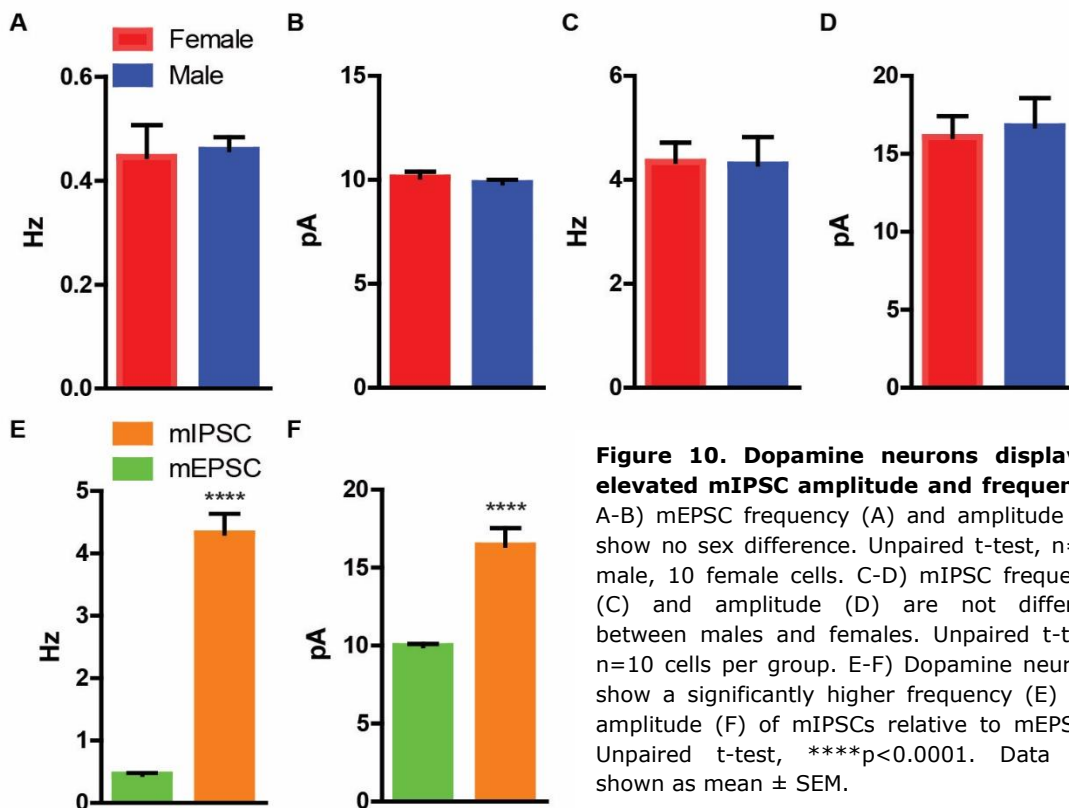 A
Female
Male
0.6
0.4
0.2
0.0
Hz
B
15
10
5
0
pA
C
6
4
2
0
Hz
D
20
15
10
5
0
pA
E
mIPSC
mEPSC
5
4
3
2
1
0
Hz
****
F
20
15
10
5
0
pA
****
Figure 10. Dopamine neurons display
elevated mIPSC amplitude and frequen
A-B) mEPSC frequency (A) and amplitude
show no sex difference. Unpaired t-test, n=
male, 10 female cells. C-D) mIPSC freque
(C) and amplitude (D) are not differ
between males and females. Unpaired t-t
n=10 cells per group. E-F) Dopamine neur
show a significantly higher frequency (E)
amplitude (F) of mIPSCs relative to mEPS
Unpaired t-test, ****p<0.0001. Data
shown as mean ± SEM.